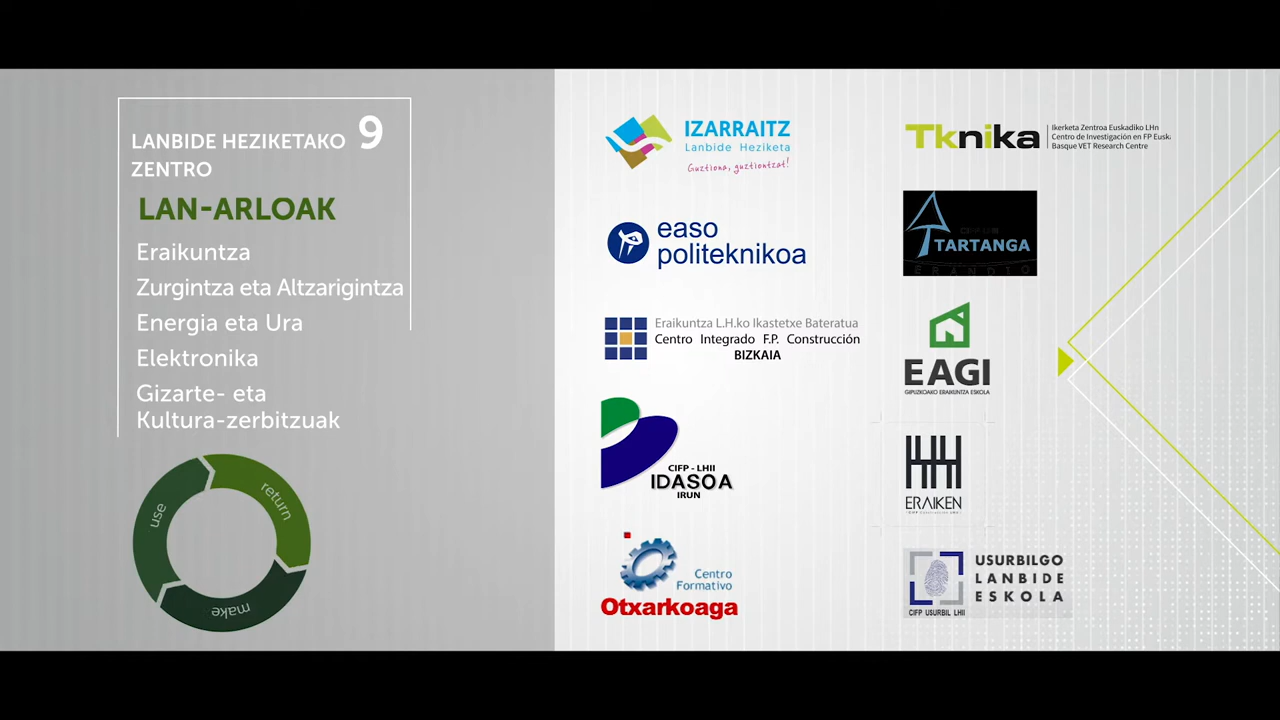 LANBIDE HEZIKETAKO 9
ZENTRO
LAN-ARLOAK
Eraikuntza
Zurgintza eta Altzarigintza
Energia eta Ura
Elektronika
Gizarte- eta
Kultura-zerbitzuak
use
return
make
IZARRAITZ
Lanbide Heziketa
Guztiona, guztiontzat!
easo
politeknikoa
Eraikuntza L.H.ko Ikastetxe Bateratua
Centro Integrado F.P. Construcción
BIZKAIA
CIFP - LHII
IDASOA
IRUN
Centro
Formativo
Otxarkoaga
Tknika
Ikerketa Zentroa Euskadiko LHn
Centro de Investigación en FP Eusk
Basque VET Research Centre
TARTANGA
ERANDIO
EAGI
GIPUZKOAKO ERAIKUNTZA ESKOLA
ERAIKEN
USURBILGO
LANBIDE
ESKOLA
CIFP USURBIL LHII